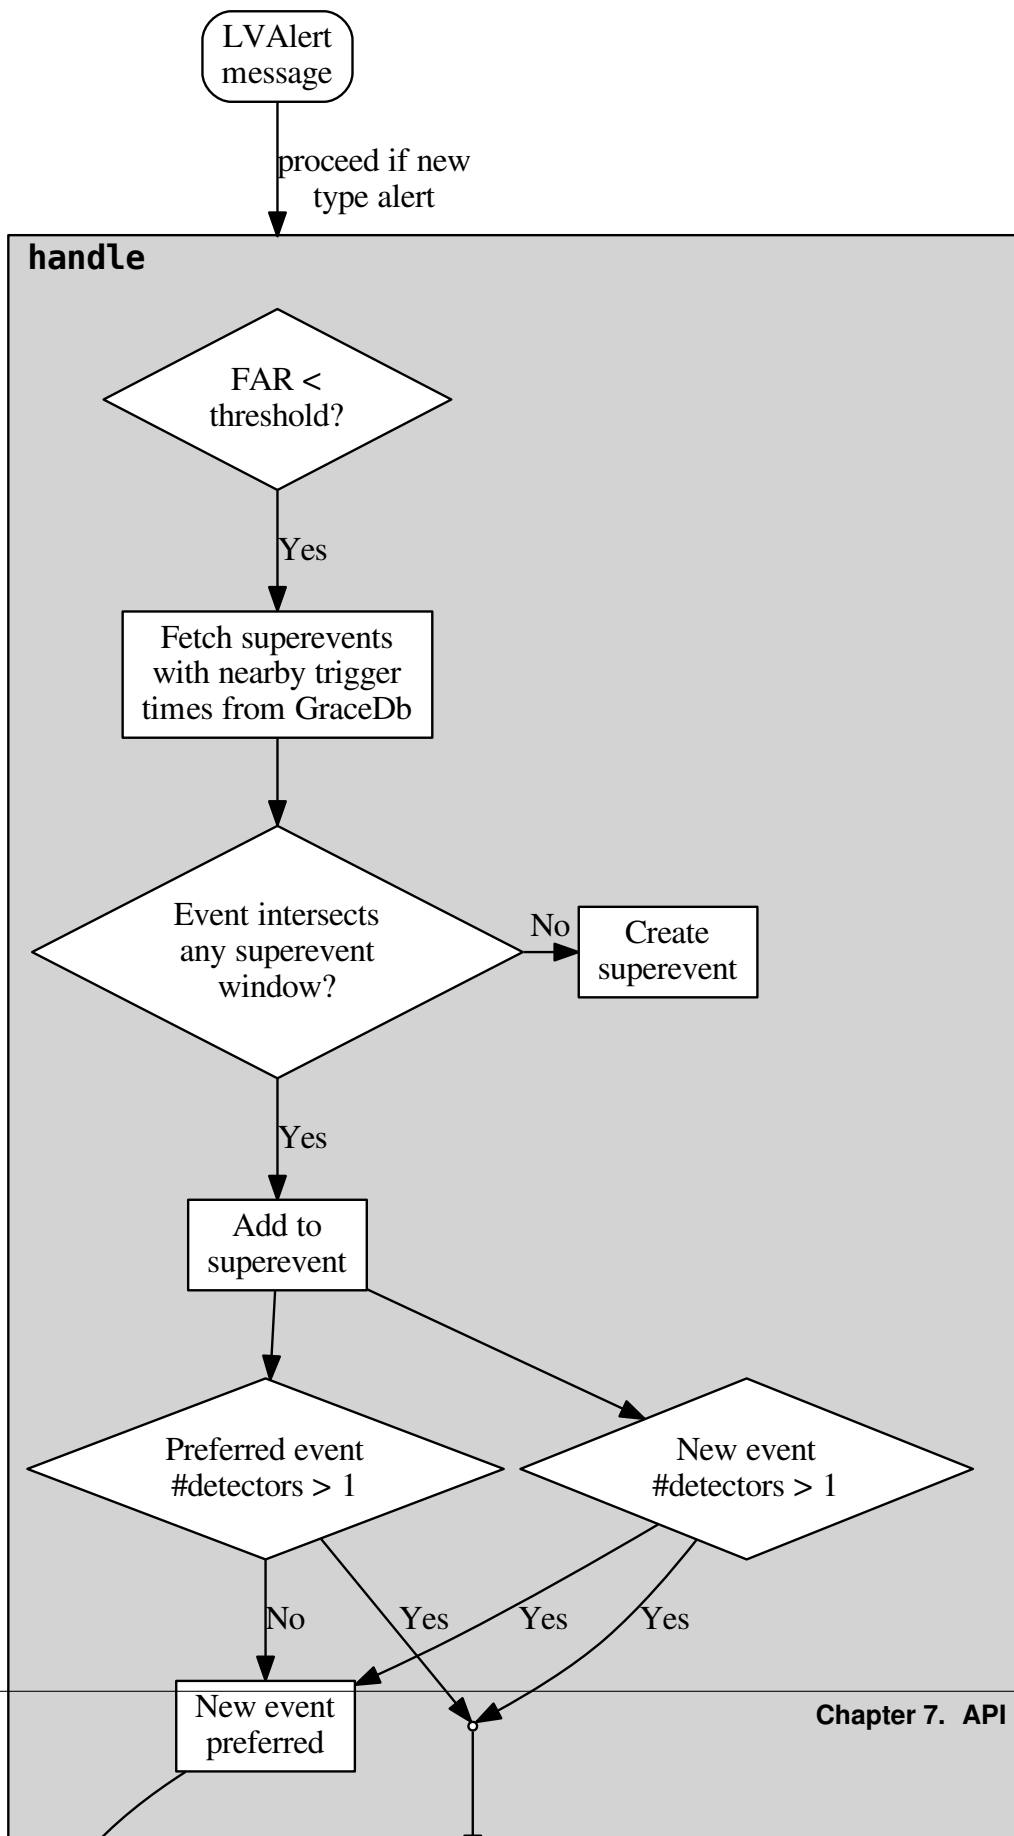 LVAlert
message
proceed if new
type alert
handle
FAR <
threshold?
Yes
Fetch superevents
with nearby trigger
times from GraceDb
Event intersects
any superevent
window?
No
Create
superevent
Yes
Add to
superevent
Preferred event
#detectors > 1
New event
#detectors > 1
No
Yes
Yes
Yes
New event
preferred
Chapter 7. API